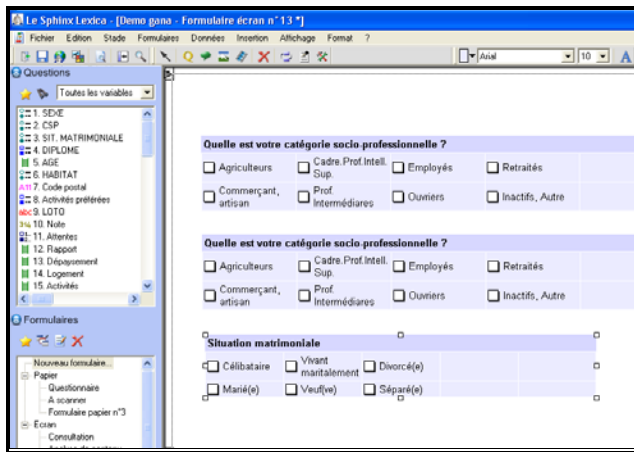 Le Sphinx Lexica - [Demo gana - Formulaire écran n°13 *]
Fichier Edition Stade Formulaires Données Insertion Affichage Format ?
Arial 10 A
Questions
Toutes les variables
1. SEXE
2. CSP
3. SIT. MATRIMONIALE
4. DIPLOME
5. AGE
6. HABITAT
7. Code postal
8. Activités préférées
abc 9. LOTO
10. Note
11. Attentes
12. Rapport
13. Dépaysement
14. Logement
15. Activités
Formulaires
Nouveau formulaire...
Papier
Questionnaire
A scanner
Formulaire papier n°3
Ecran
Consultation
Quelle est votre catégorie socio-professionnelle ?
Agriculteurs Cadre.Prof.Intell. Sup. Employés Retraités
Commerçant, artisan Prof. Intermédiares Ouvriers Inactifs, Autre
Quelle est votre catégorie socio-professionnelle ?
Agriculteurs Cadre.Prof.Intell. Sup. Employés Retraités
Commerçant, artisan Prof. Intermédiares Ouvriers Inactifs, Autre
Situation matrimoniale
Célibataire Vivant maritalement Divorcé(e)
Marié(e) Veuf(ve) Séparé(e)